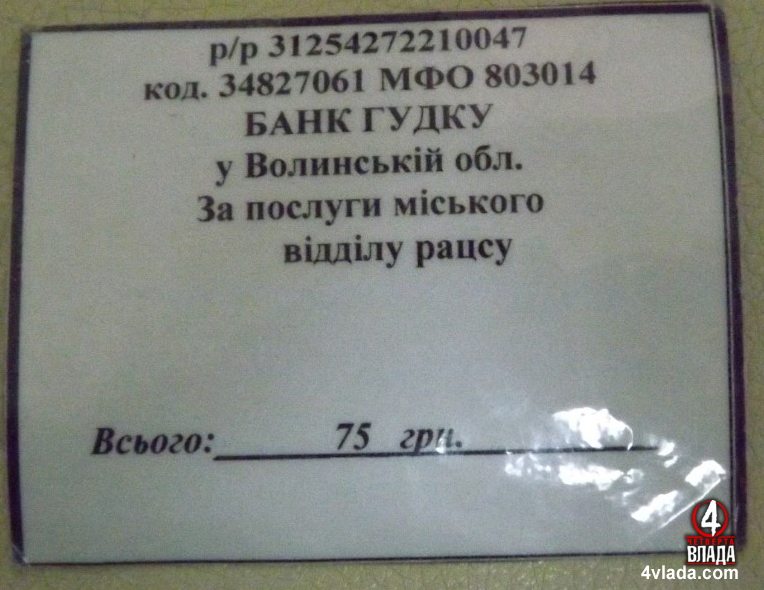 р/р 31254272210047
код. 34827061 МФО 803014
БАНК ГУДКУ
у Волинській обл.
За послуги міського
відділу рацсу
Всього: 75 грн.
4
ЧЕТВЕРТА
ВЛАДА
4vlada.com